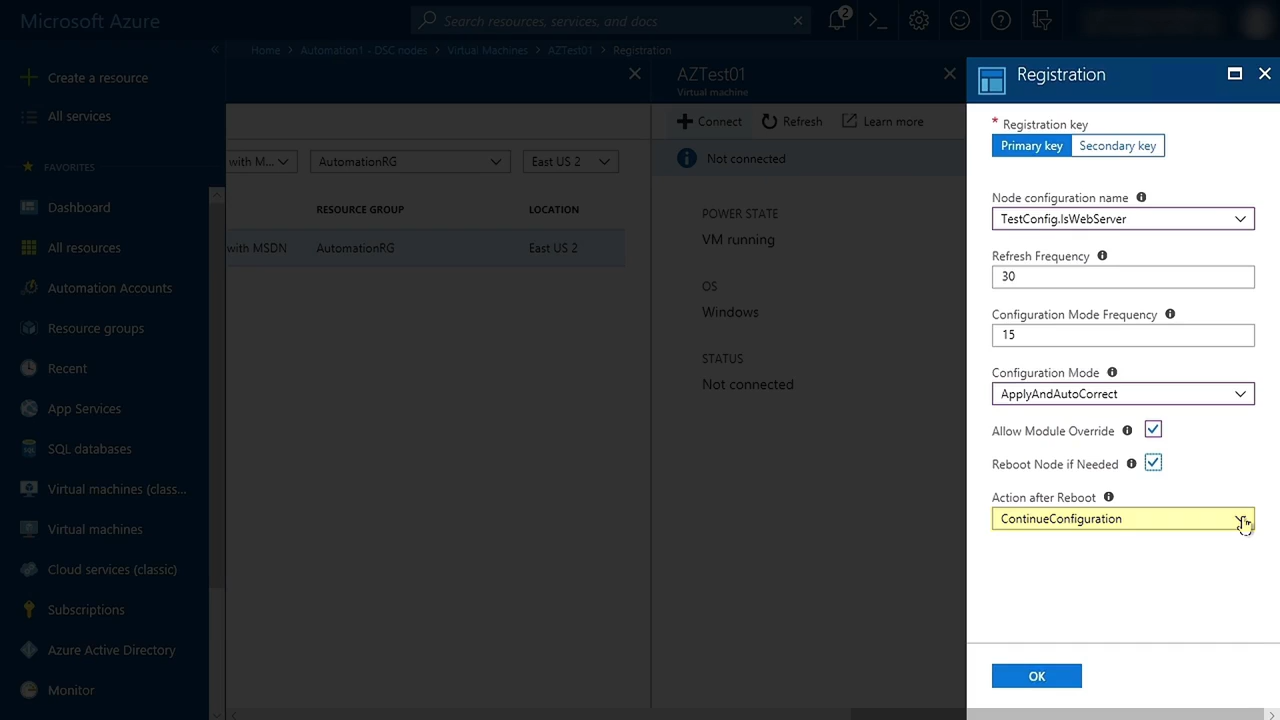 Microsoft Azure
Search resources, services, and docs
2
Home > Automation1 - DSC nodes > Virtual Machines > AZTest01 > Registration
Create a resource
All services
FAVORITES
Dashboard
All resources
Automation Accounts
Resource groups
Recent
App Services
SQL databases
Virtual machines (class...
Virtual machines
Cloud services (classic)
Subscriptions
Azure Active Directory
Monitor
with M...
AutomationRG
East US 2
RESOURCE GROUP
LOCATION
with MSDN
AutomationRG
East US 2
AZTest01
Virtual machine
Connect
Refresh
Learn more
Not connected
POWER STATE
VM running
OS
Windows
STATUS
Not connected
Registration
* Registration key
Primary key
Secondary key
Node configuration name
TestConfig.IsWebServer
Refresh Frequency
30
Configuration Mode Frequency
15
Configuration Mode
ApplyAndAutoCorrect
Allow Module Override
Reboot Node if Needed
Action after Reboot
ContinueConfiguration
OK